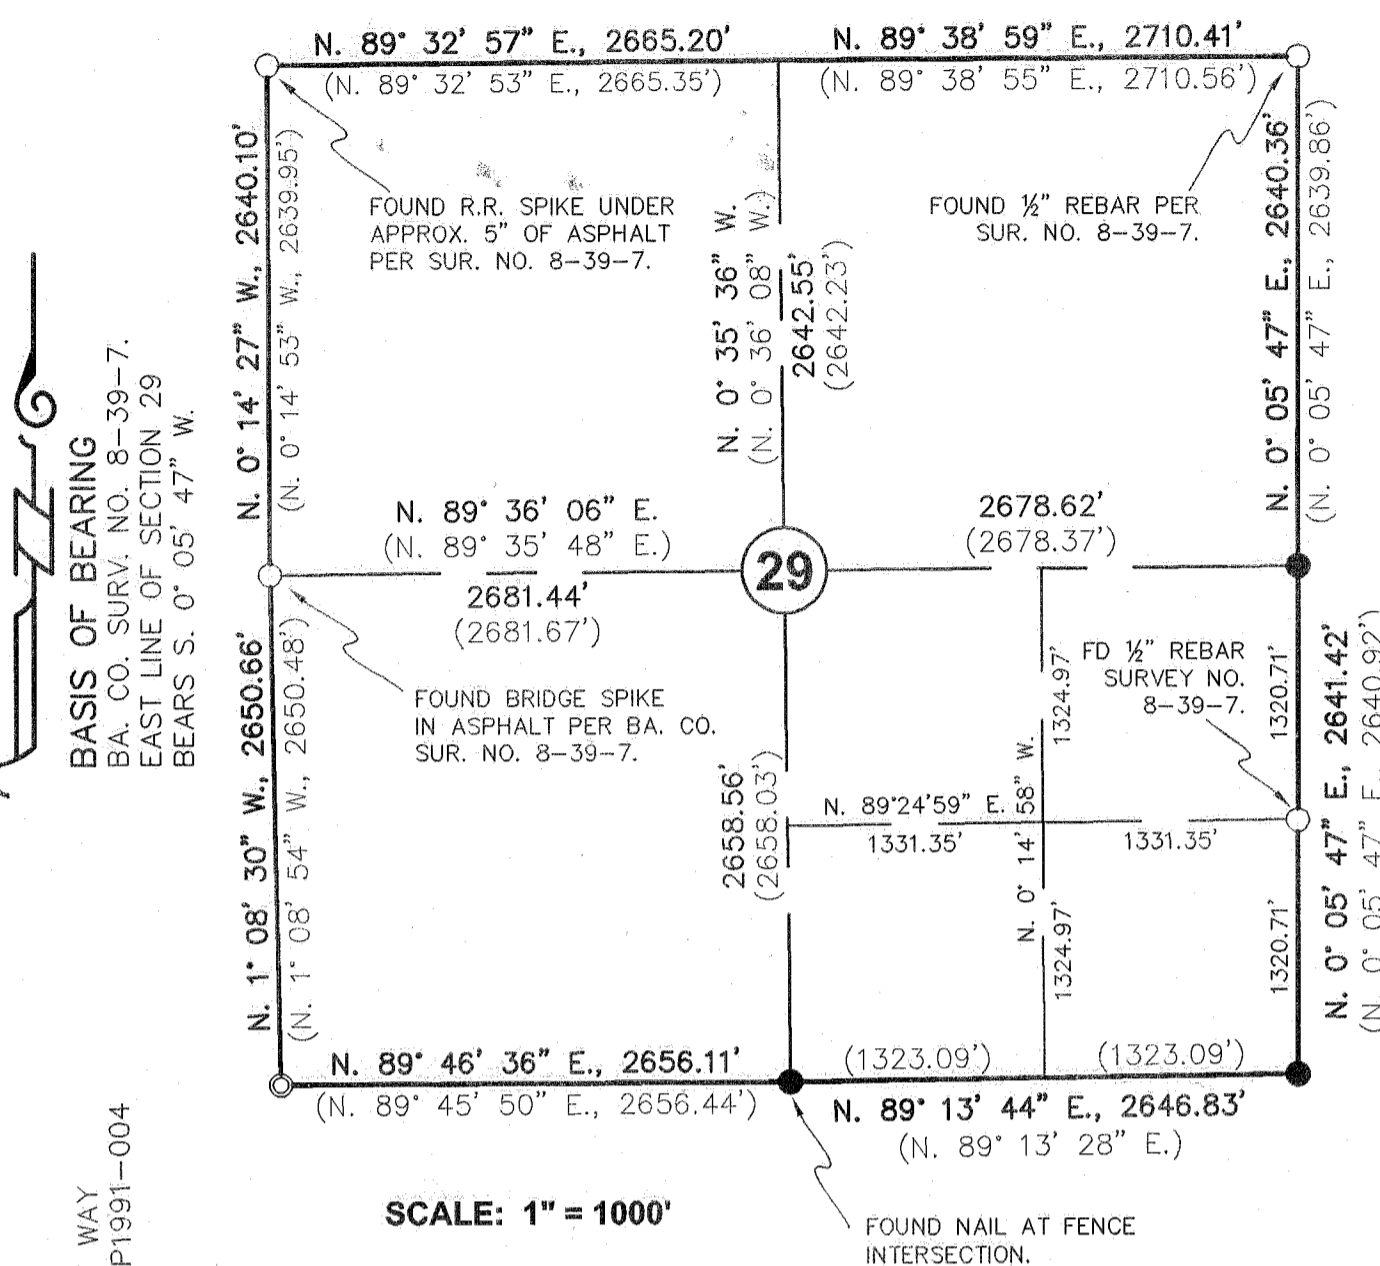 N. 89° 32' 57" E., 2665.20'
(N. 89° 32' 53" E., 2665.35')
N. 89° 38' 59" E., 2710.41'
(N. 89° 38' 55" E., 2710.56')
N. 0° 14' 27" W., 2640.10'
(N. 0° 14' 53" W., 2639.95')
FOUND R.R. SPIKE UNDER
APPROX. 5" OF ASPHALT
PER SUR. NO. 8-39-7.
N. 0° 35' 36" W.
(N. 0° 36' 08" W.)
2642.55'
(2642.23')
FOUND ½" REBAR PER
SUR. NO. 8-39-7.
N. 0° 05' 47" E., 2640.36'
(N. 0° 05' 47" E., 2639.86')
BASIS OF BEARING
BA. CO. SURV. NO. 8-39-7.
EAST LINE OF SECTION 29
BEARS S. 0° 05' 47" W.
N. 89° 36' 06" E.
(N. 89° 35' 48" E.)
2681.44'
(2681.67')
29
2678.62'
(2678.37')
FOUND BRIDGE SPIKE
IN ASPHALT PER BA. CO.
SUR. NO. 8-39-7.
FD ½" REBAR
SURVEY NO.
8-39-7.
N. 1° 08' 30" W., 2650.66'
(N. 1° 08' 54" W., 2650.48')
2658.56'
(2658.03')
1324.97'
1320.71'
N. 89°24'59" E.
1331.35'
1331.35'
N. 0° 14' 58" W.
1324.97'
1320.71'
N. 0° 05' 47" E., 2641.42'
(N. 0° 05' 47" E., 2640.92')
N. 89° 46' 36" E., 2656.11'
(N. 89° 45' 50" E., 2656.44')
(1323.09')
(1323.09')
N. 89° 13' 44" E., 2646.83'
(N. 89° 13' 28" E.)
WAY
P1991-004
SCALE: 1" = 1000'
FOUND NAIL AT FENCE
INTERSECTION.